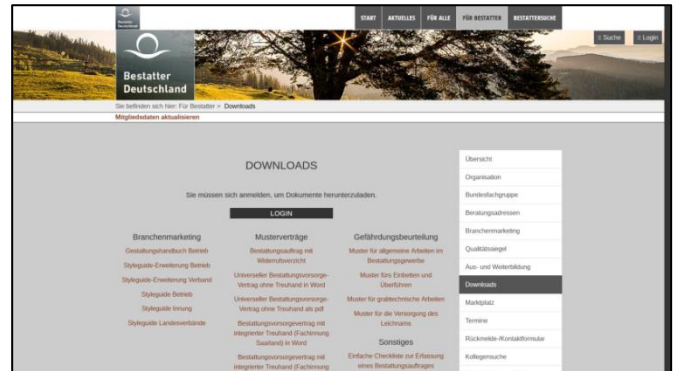 START
AKTUELLES
FÜR ALLE
FÜR BESTATTER
BESTATTERSUCHE
Suche
Login
Bestatter
Deutschland
Sie befinden sich hier: Für Bestatter > Downloads
Mitgliedsdaten aktualisieren
DOWNLOADS
Sie müssen sich anmelden, um Dokumente herunterzuladen.
LOGIN
Branchenmarketing
Gestaltungshandbuch Betrieb
Styleguide-Erweiterung Betrieb
Styleguide-Erweiterung Verband
Styleguide Betrieb
Styleguide Innung
Styleguide Landesverbände
Musterverträge
Bestattungsauftrag mit
Widerrufsverzicht
Universeller Bestattungsvorsorge-
Vertrag ohne Treuhand in Word
Universeller Bestattungsvorsorge-
Vertrag ohne Treuhand als pdf
Bestattungsvorsorgevertrag mit
integrierter Treuhand (Fachinnung
Saarland) in Word
Bestattungsvorsorgevertrag mit
integrierter Treuhand (Fachinnung
Gefährdungsbeurteilung
Muster für allgemeine Arbeiten im
Bestattungsgewerbe
Muster fürs Einbetten und
Überführen
Muster für grabtechnische Arbeiten
Muster für die Versorgung des
Leichnams
Sonstiges
Einfache Checkliste zur Erfassung
eines Bestattungsauftrages
Übersicht
Organisation
Bundesfachgruppe
Beratungsadressen
Branchenmarketing
Qualitätssiegel
Aus- und Weiterbildung
Downloads
Marktplatz
Termine
Rückmelde-/Kontaktformular
Kollegensuche